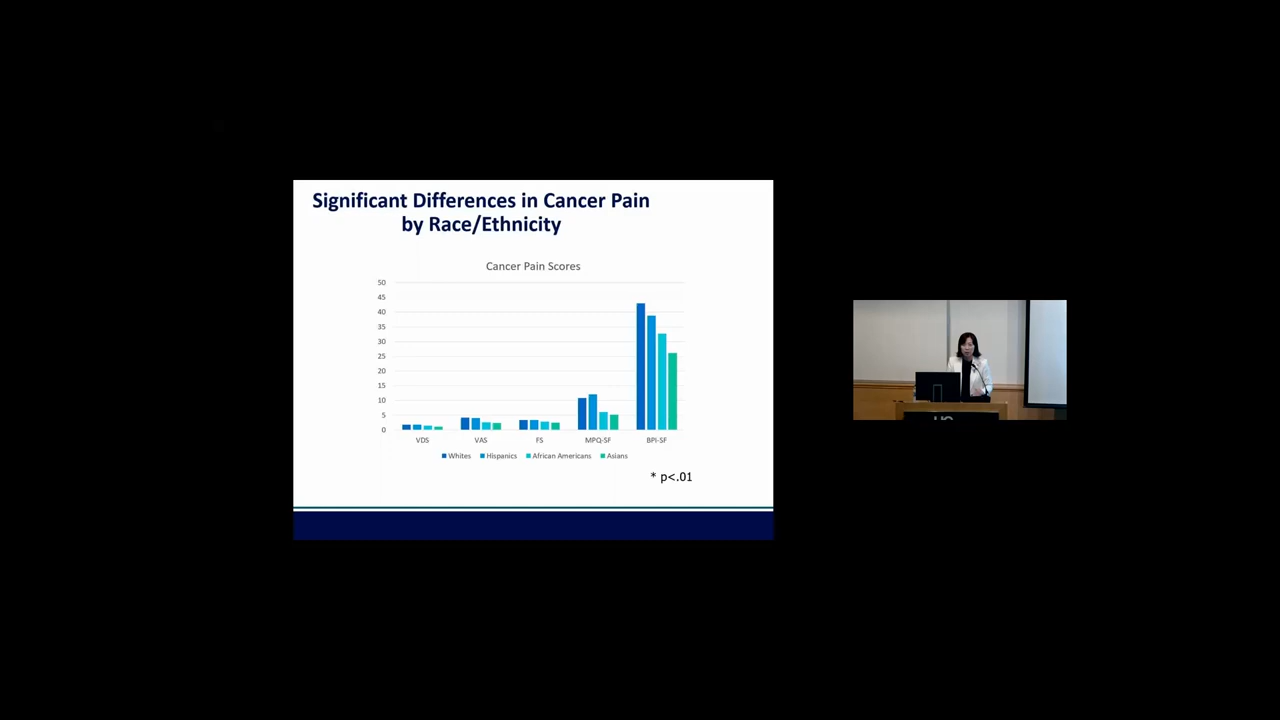 Significant Differences in Cancer Pain
by Race/Ethnicity
Cancer Pain Scores
50
45
40
35
30
25
20
15
10
5
0
VDS VAS FS MPQ-SF BPI-SF
Whites Hispanics African Americans Asians
* p<.01